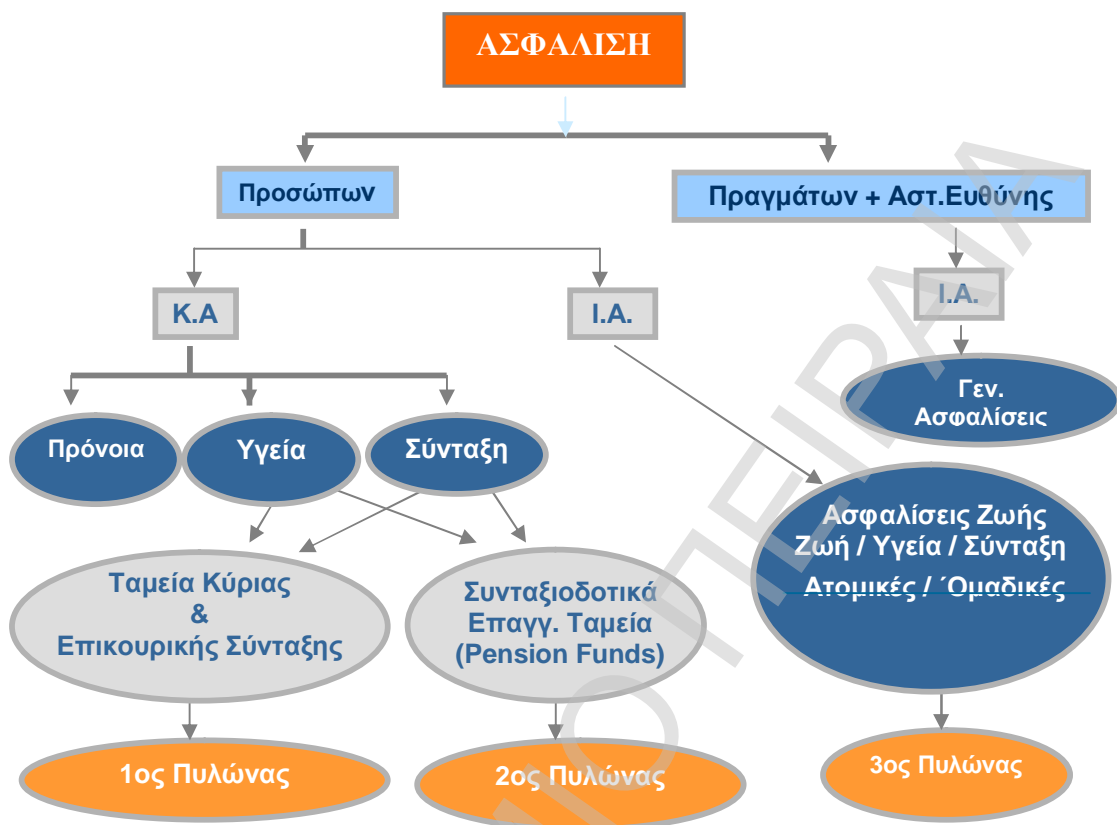 ΑΣΦΑΛΙΣΗ
Προσώπων
Πραγμάτων + Αστ.Ευθύνης
Κ.Α
Ι.Α.
Ι.Α.
Γεν.
Ασφαλίσεις
Πρόνοια
Υγεία
Σύνταξη
Ασφαλίσεις Ζωής
Ζωή / Υγεία / Σύνταξη
Ατομικές / ΄Ομαδικές
Ταμεία Κύριας
&
Επικουρικής Σύνταξης
Συνταξιοδοτικά
Επαγγ. Ταμεία
(Pension Funds)
1ος Πυλώνας
2ος Πυλώνας
3ος Πυλώνας
ΠΕΙΡΑΙΑ